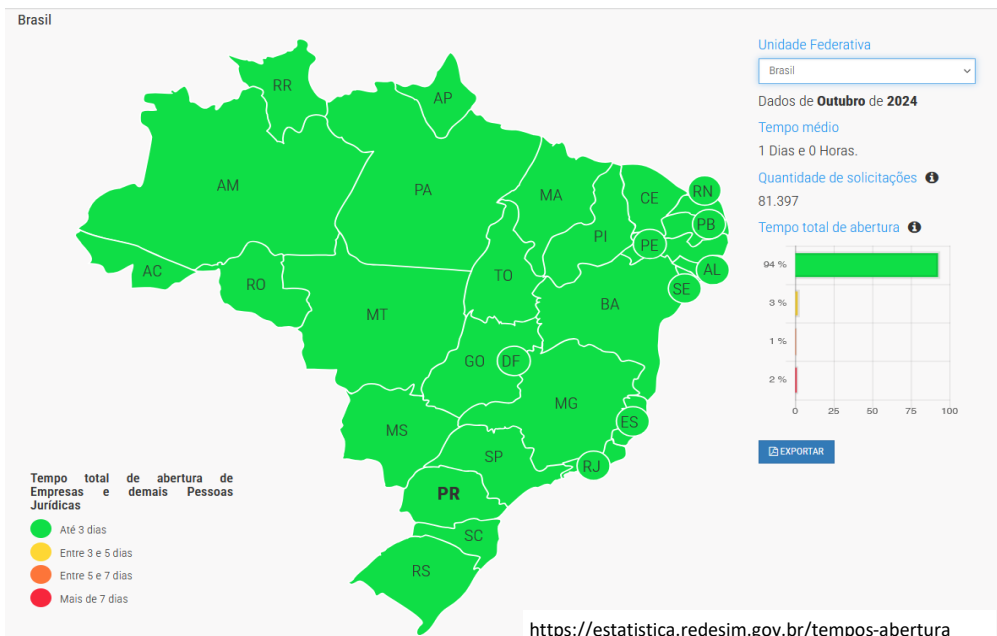 Brasil
Unidade Federativa
Brasil
Dados de Outubro de 2024
Tempo médio
1 Dias e 0 Horas.
Quantidade de solicitações
81.397
Tempo total de abertura
94 %
3 %
1 %
2 %
0 25 50 75 100
EXPORTAR
RR
AP
AM
PA
MA
CE
RN
PI
PE
PB
AC
RO
TO
AL
SE
MT
BA
GO
DF
MG
MS
ES
SP
RJ
PR
SC
RS
Tempo total de abertura de
Empresas e demais Pessoas
Jurídicas
Até 3 dias
Entre 3 e 5 dias
Entre 5 e 7 dias
Mais de 7 dias
https://estatistica.redesim.gov.br/tempos-abertura